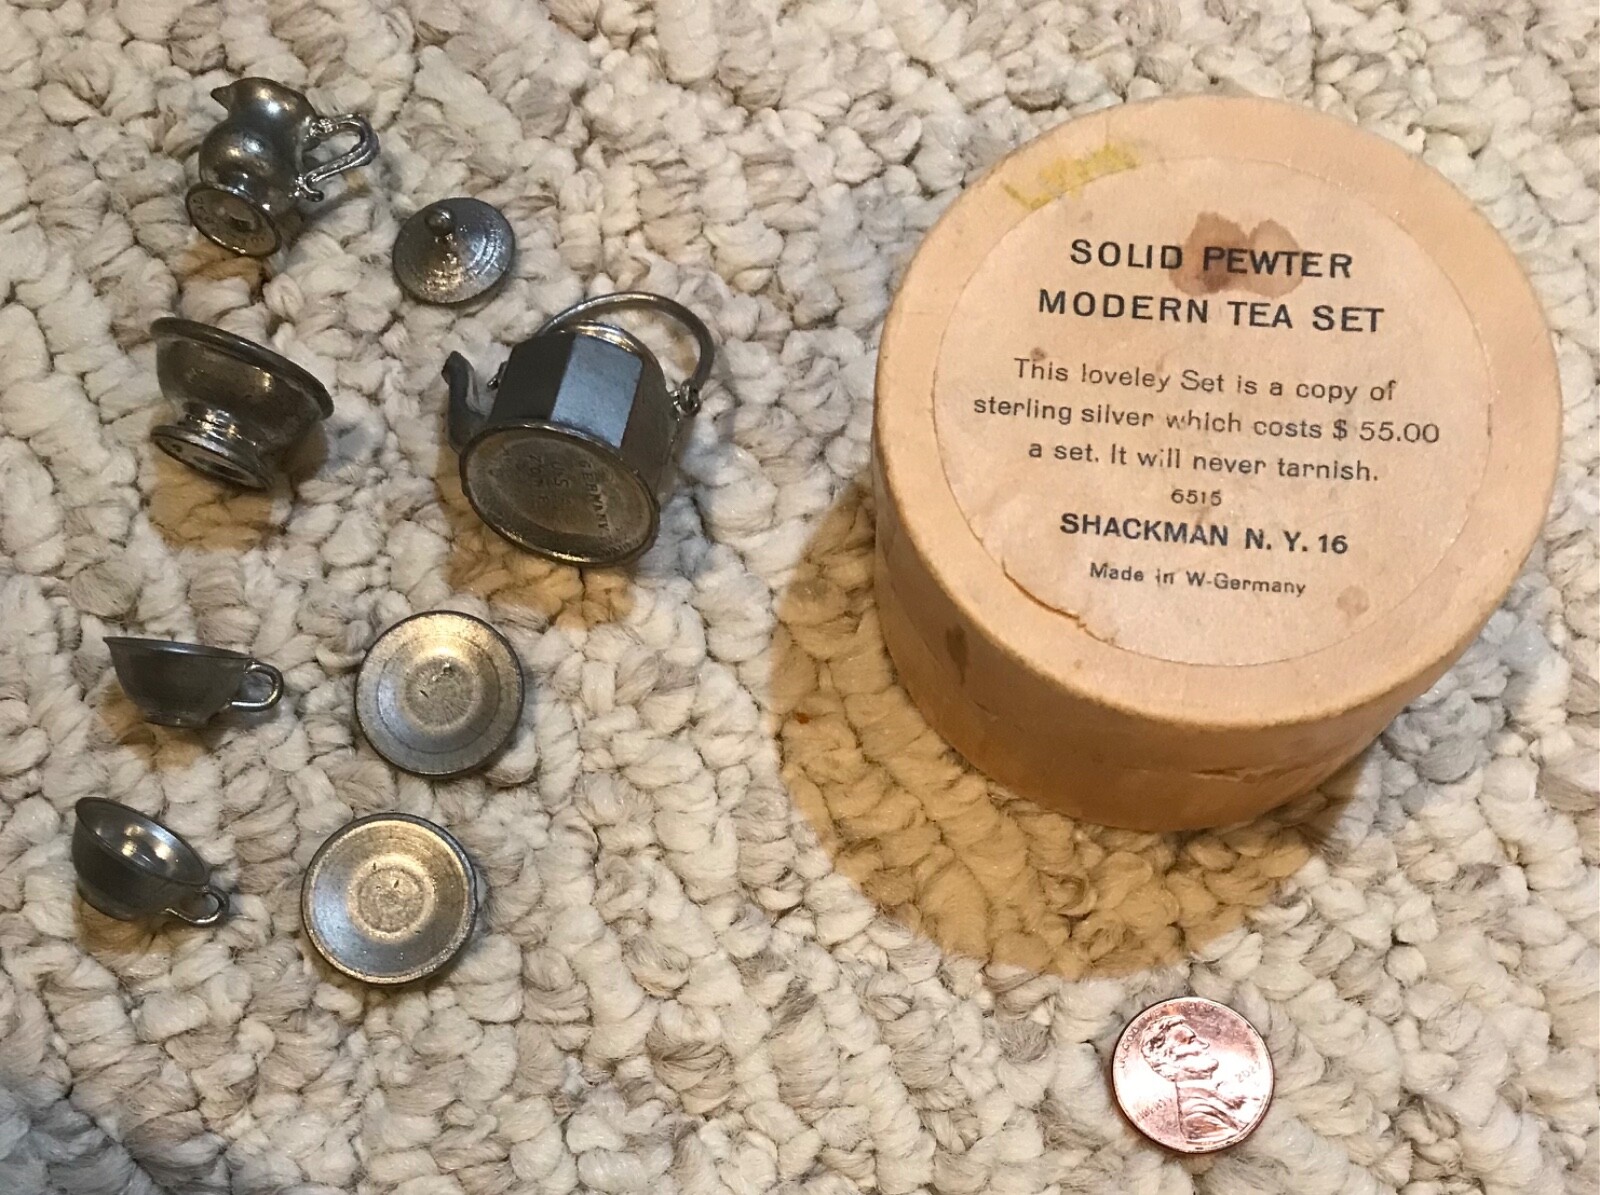 SOLID PEWTER
MODERN TEA SET
This loveley Set is a copy of
sterling silver which costs $ 55.00
a set. It will never tarnish.
6515
SHACKMAN N. Y. 16
Made in W-Germany
GERMANY